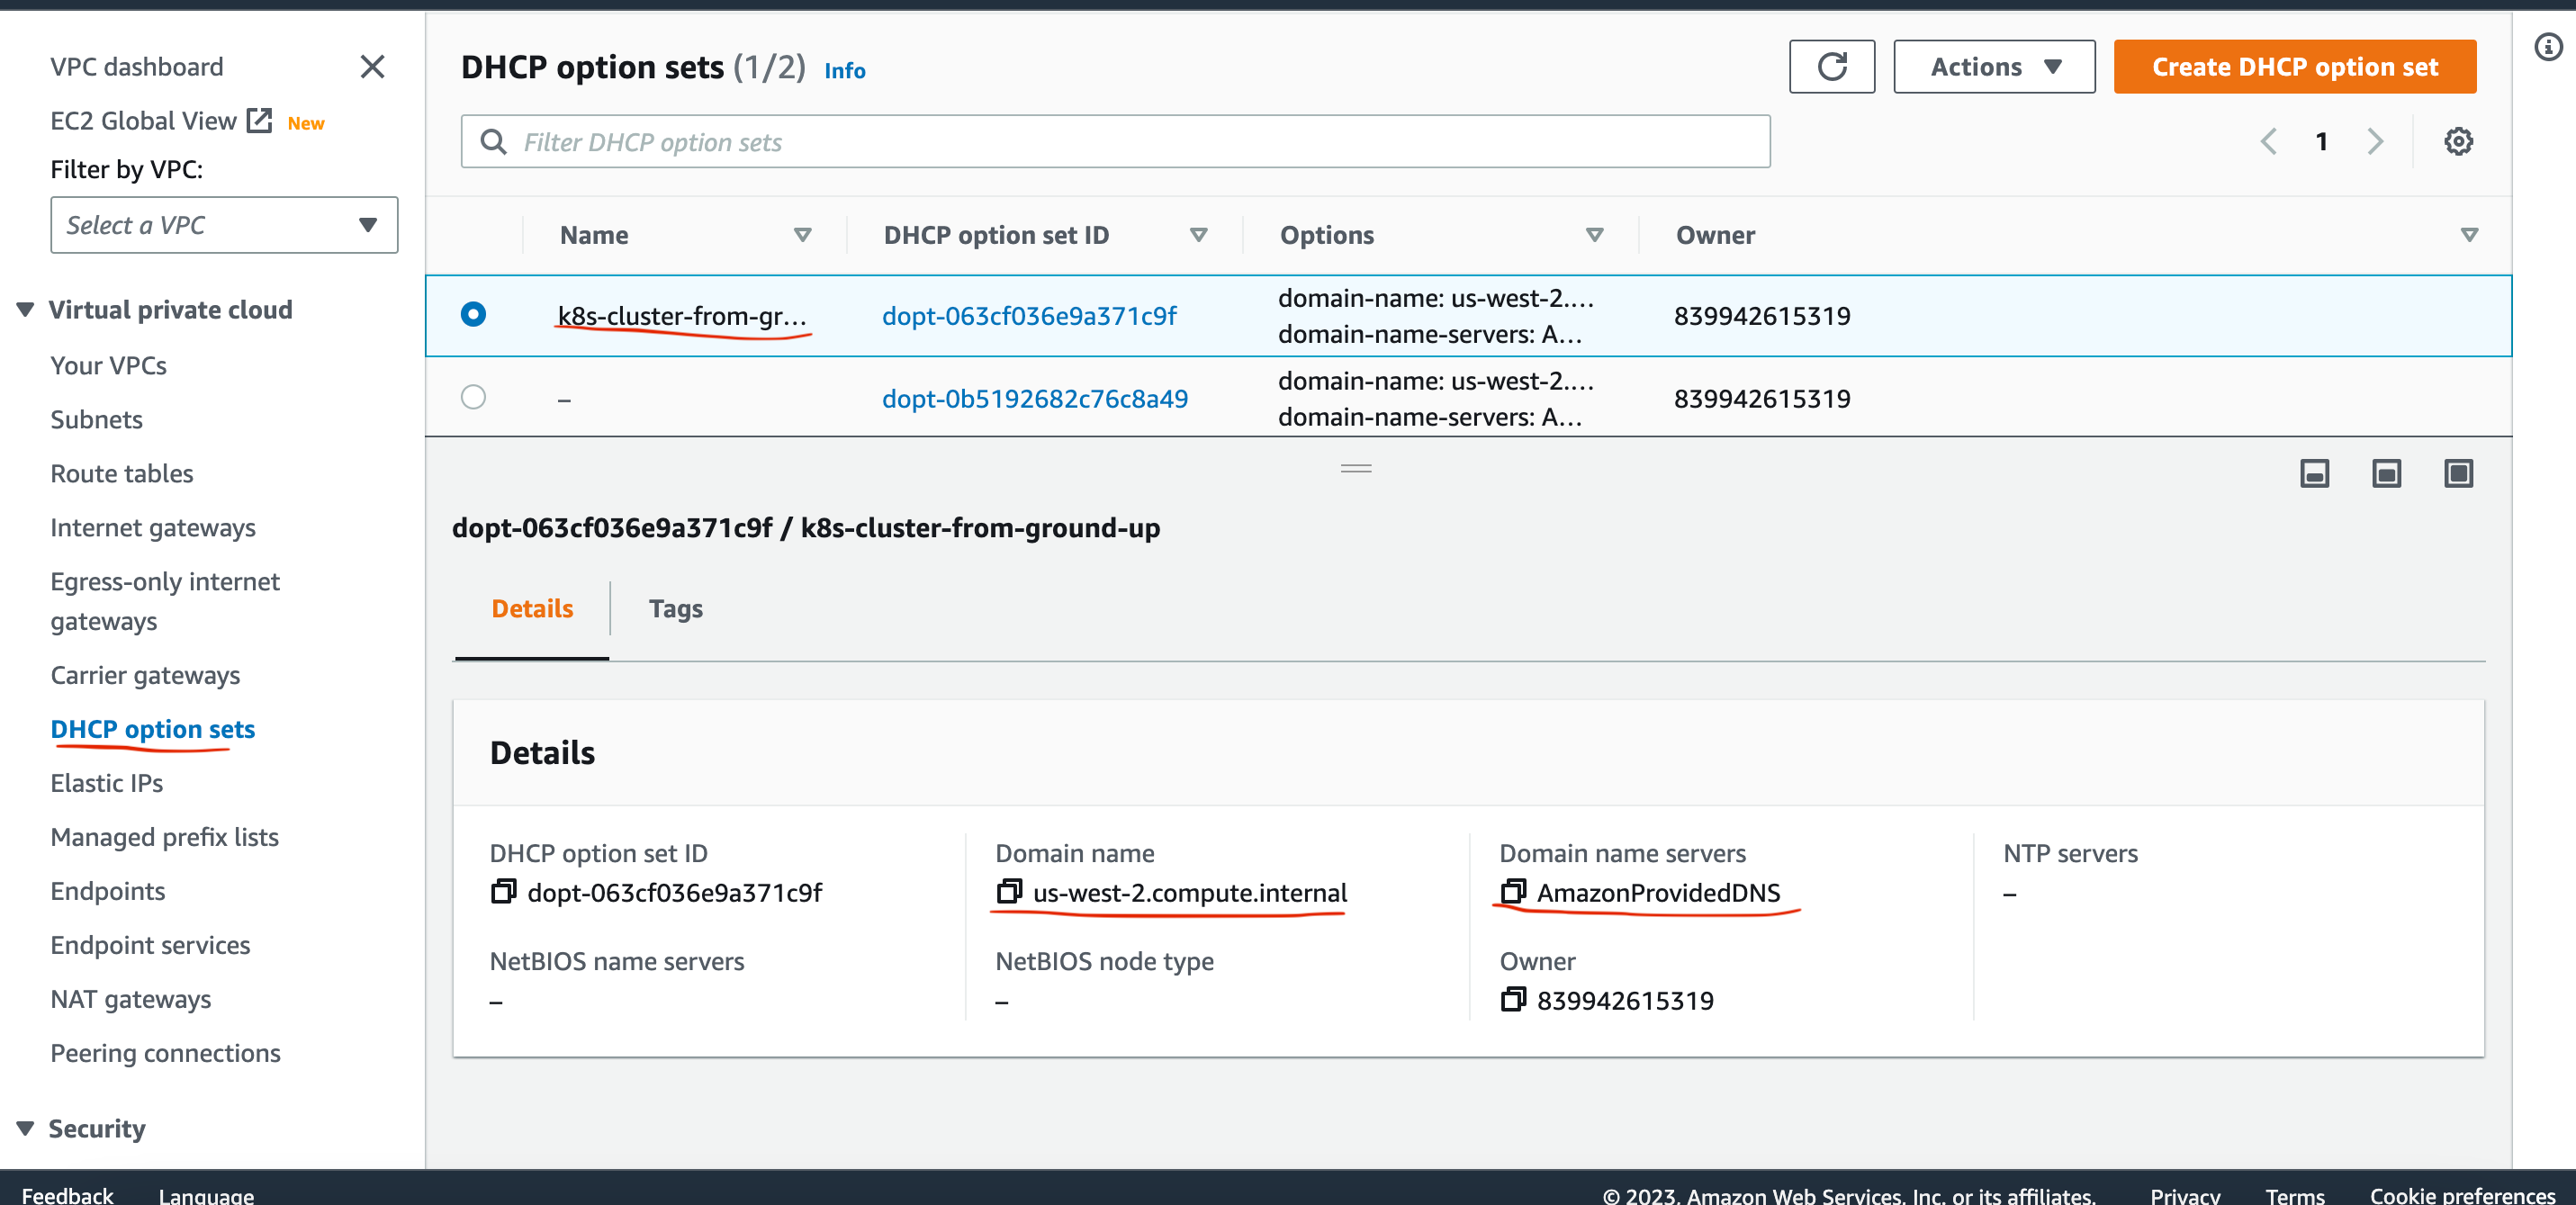 VPC dashboard
EC2 Global View New
Filter by VPC:
Select a VPC
Virtual private cloud
Your VPCs
Subnets
Route tables
Internet gateways
Egress-only internet
gateways
Carrier gateways
DHCP option sets
Elastic IPs
Managed prefix lists
Endpoints
Endpoint services
NAT gateways
Peering connections
Security
DHCP option sets (1/2) Info
Actions
Create DHCP option set
Filter DHCP option sets
1
Name DHCP option set ID Options Owner
k8s-cluster-from-gr... dopt-063cf036e9a371c9f domain-name: us-west-2.... 839942615319
domain-name-servers: A...
– dopt-0b5192682c76c8a49 domain-name: us-west-2.... 839942615319
domain-name-servers: A...
dopt-063cf036e9a371c9f / k8s-cluster-from-ground-up
Details Tags
Details
DHCP option set ID Domain name Domain name servers NTP servers
dopt-063cf036e9a371c9f us-west-2.compute.internal AmazonProvidedDNS –
NetBIOS name servers NetBIOS node type Owner
– – 839942615319
Feedback Language © 2023, Amazon Web Services, Inc. or its affiliates. Privacy Terms Cookie preferences